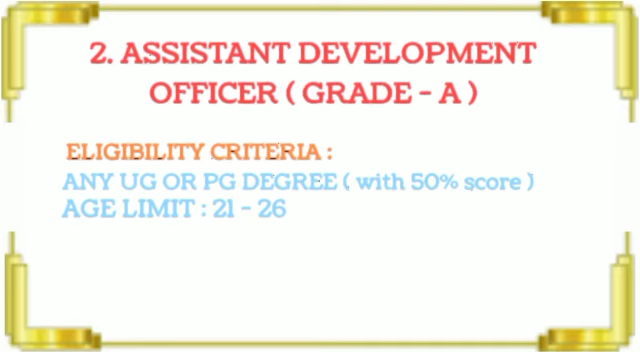 2. ASSISTANT DEVELOPMENT
OFFICER ( GRADE - A )
ELIGIBILITY CRITERIA :
ANY UG OR PG DEGREE ( with 50% score )
AGE LIMIT : 21 - 26